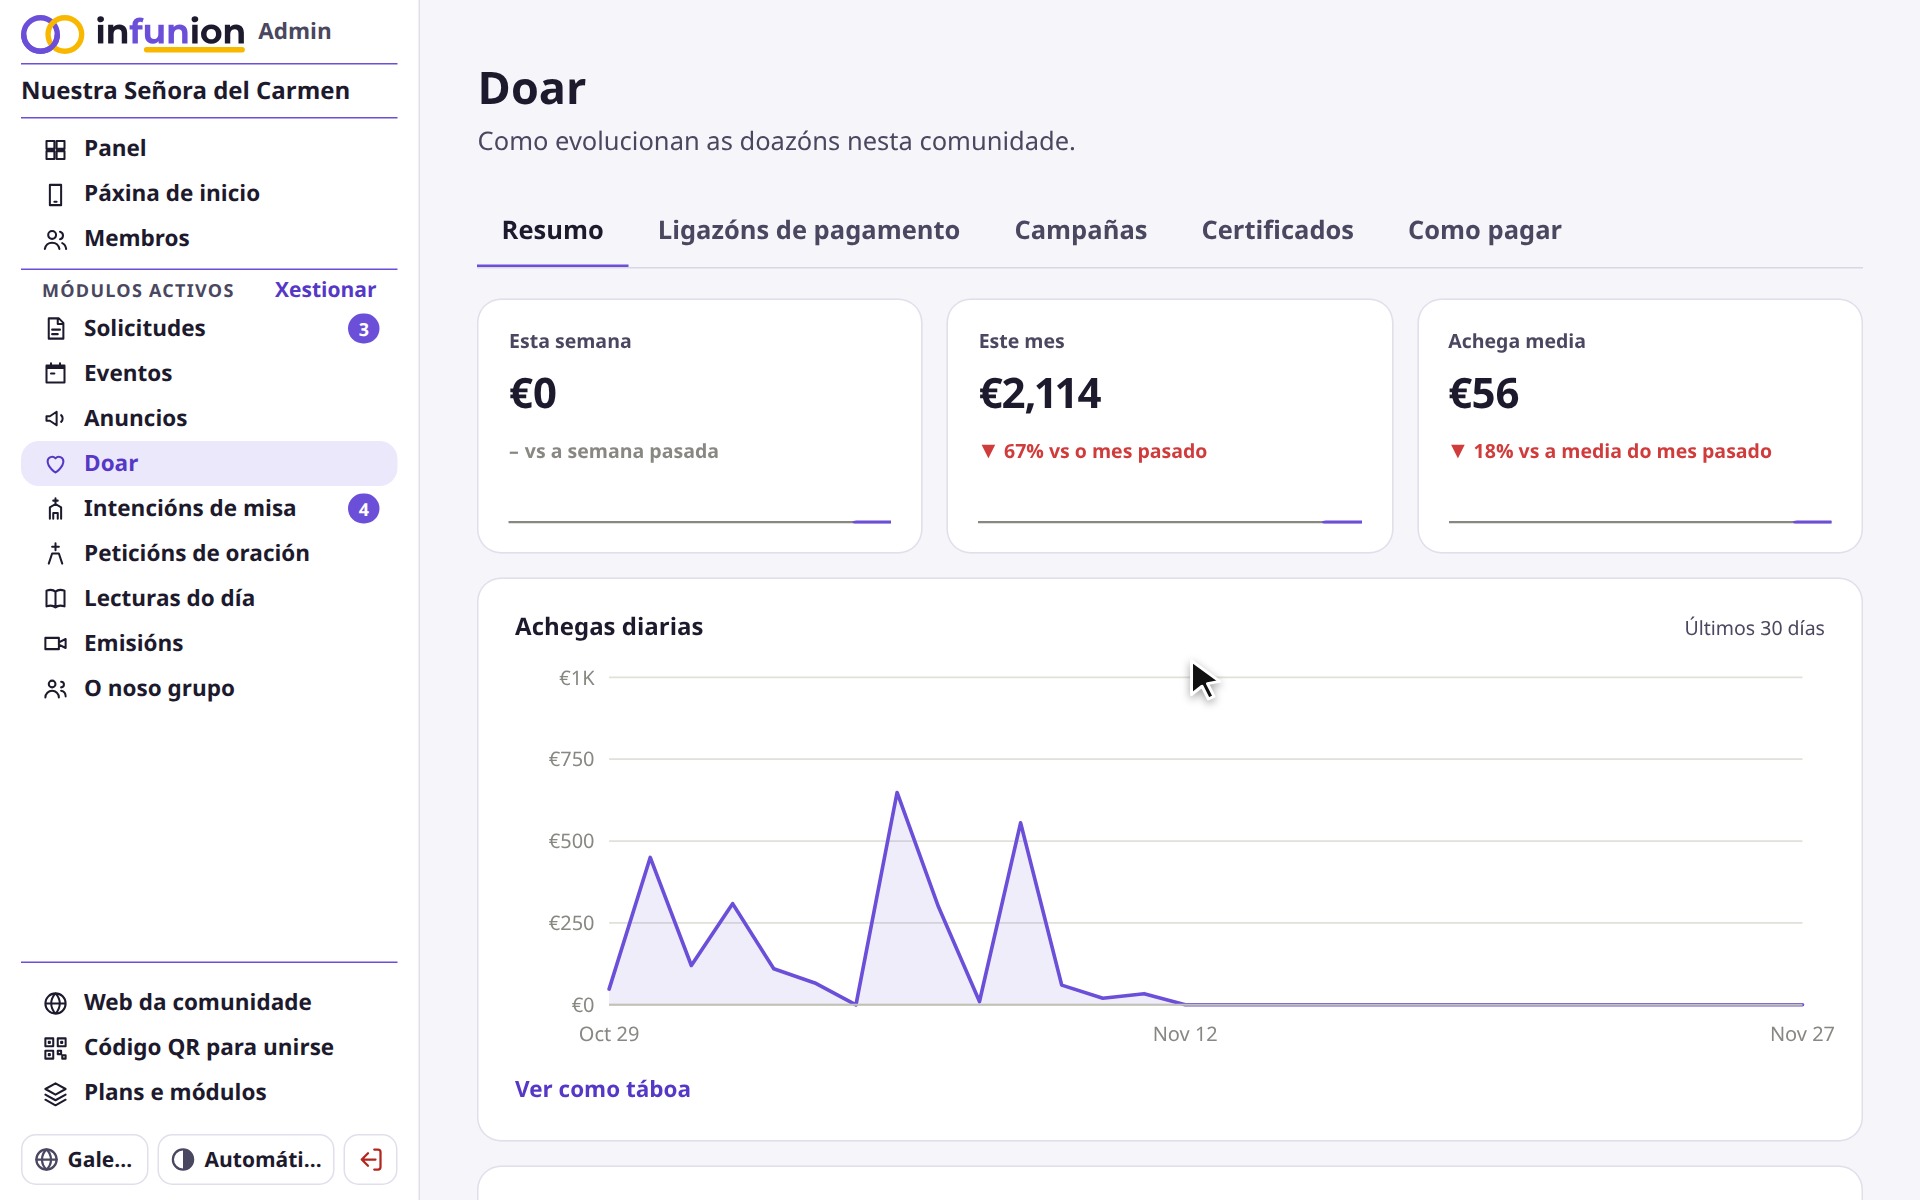 infunion Admin
Nuestra Señora del Carmen
Panel
Páxina de inicio
Membros
MÓDULOS ACTIVOS Xestionar
Solicitudes 3
Eventos
Anuncios
Doar
Intencións de misa 4
Peticións de oración
Lecturas do día
Emisións
O noso grupo
Web da comunidade
Código QR para unirse
Plans e módulos
Gale... Automáti...
Doar
Como evolucionan as doazóns nesta comunidade.
Resumo Ligazóns de pagamento Campañas Certificados Como pagar
Esta semana
€0
– vs a semana pasada
Este mes
€2,114
▼ 67% vs o mes pasado
Achega media
€56
▼ 18% vs a media do mes pasado
Achegas diarias Últimos 30 días
€1K
€750
€500
€250
€0
Oct 29 Nov 12 Nov 27
Ver como táboa